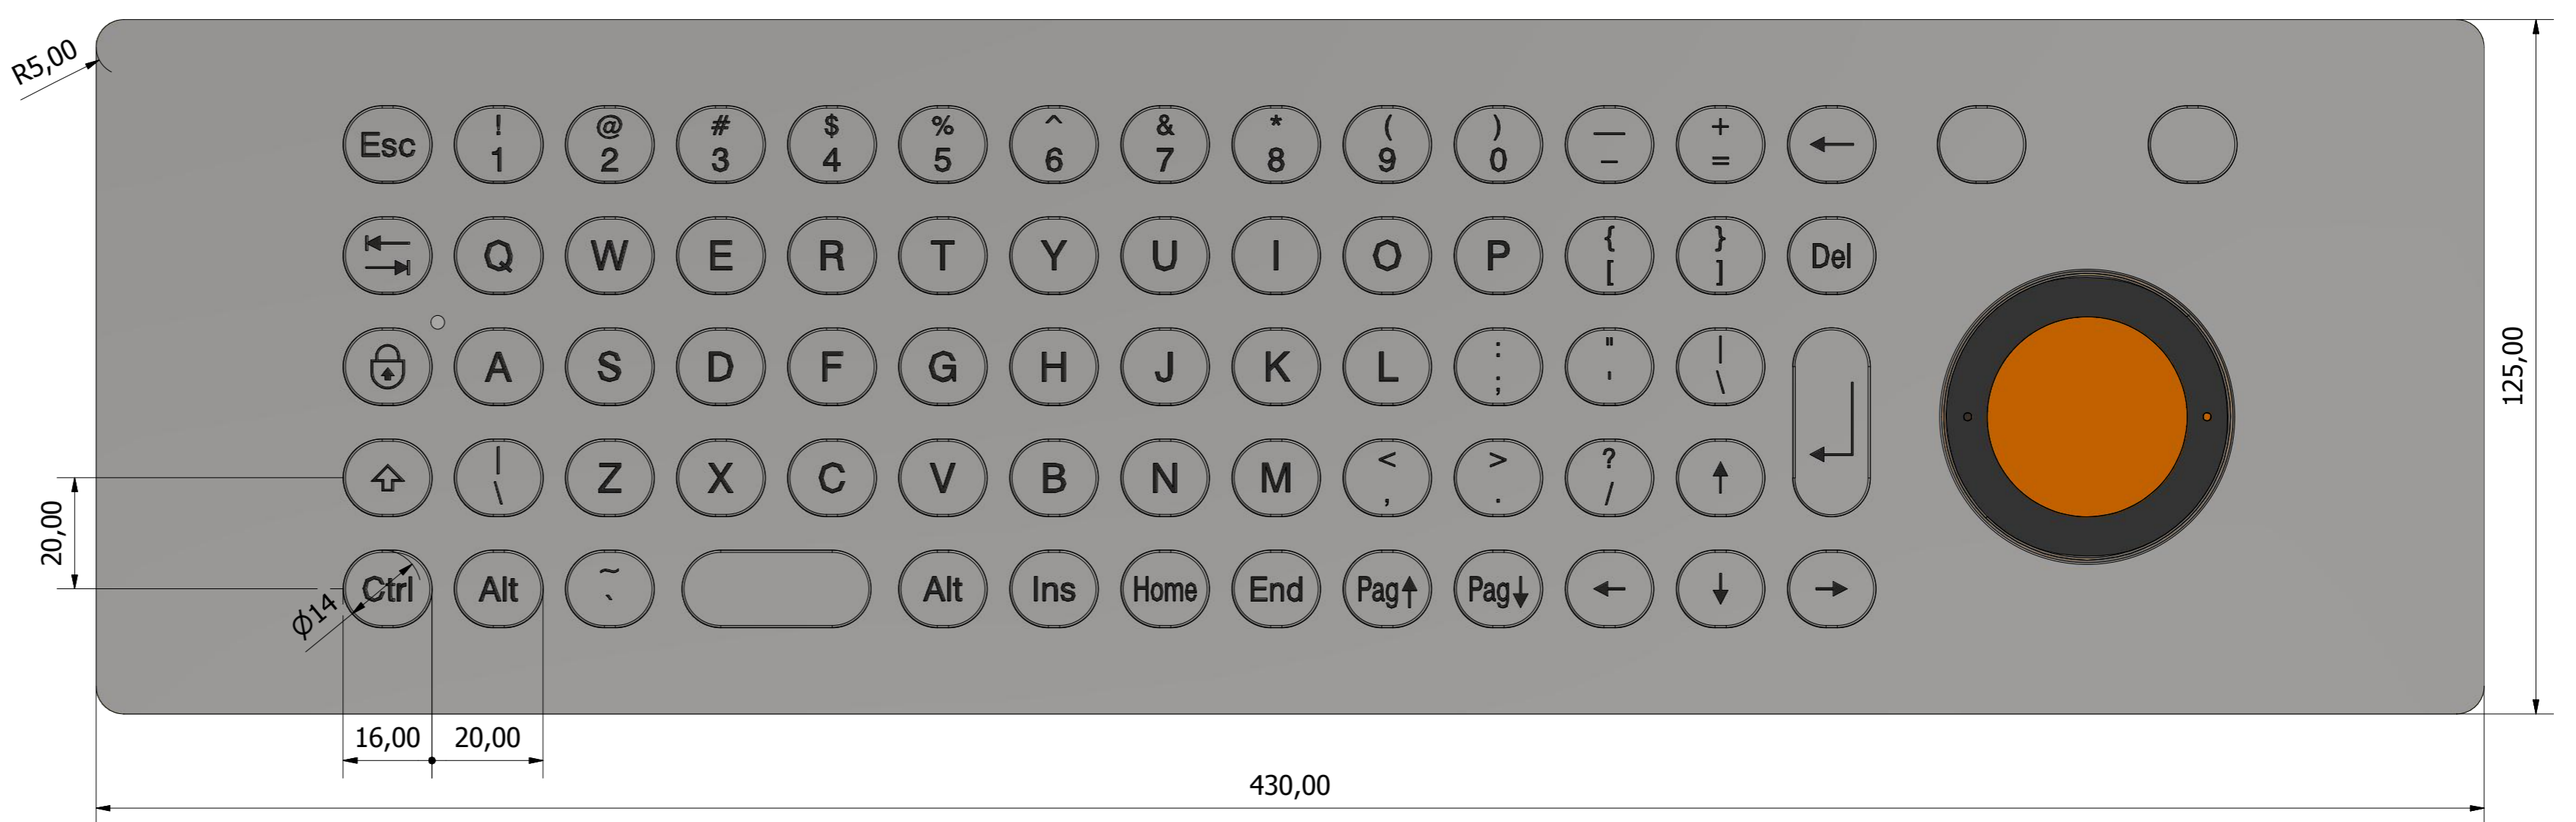 R5,00
Esc ! 1 @ 2 # 3 $ 4 % 5 ^ 6 & 7 * 8 ( 9 ) 0 — – + = ←
Q W E R T Y U I O P { [ } ] Del
A S D F G H J K L : ; " ' | \
| \ Z X C V B N M < , > . ? / ↑
Ctrl Alt ~ ` Alt Ins Home End Pag↑ Pag↓ ← ↓ →
125,00
20,00
Ø14
16,00 20,00
430,00